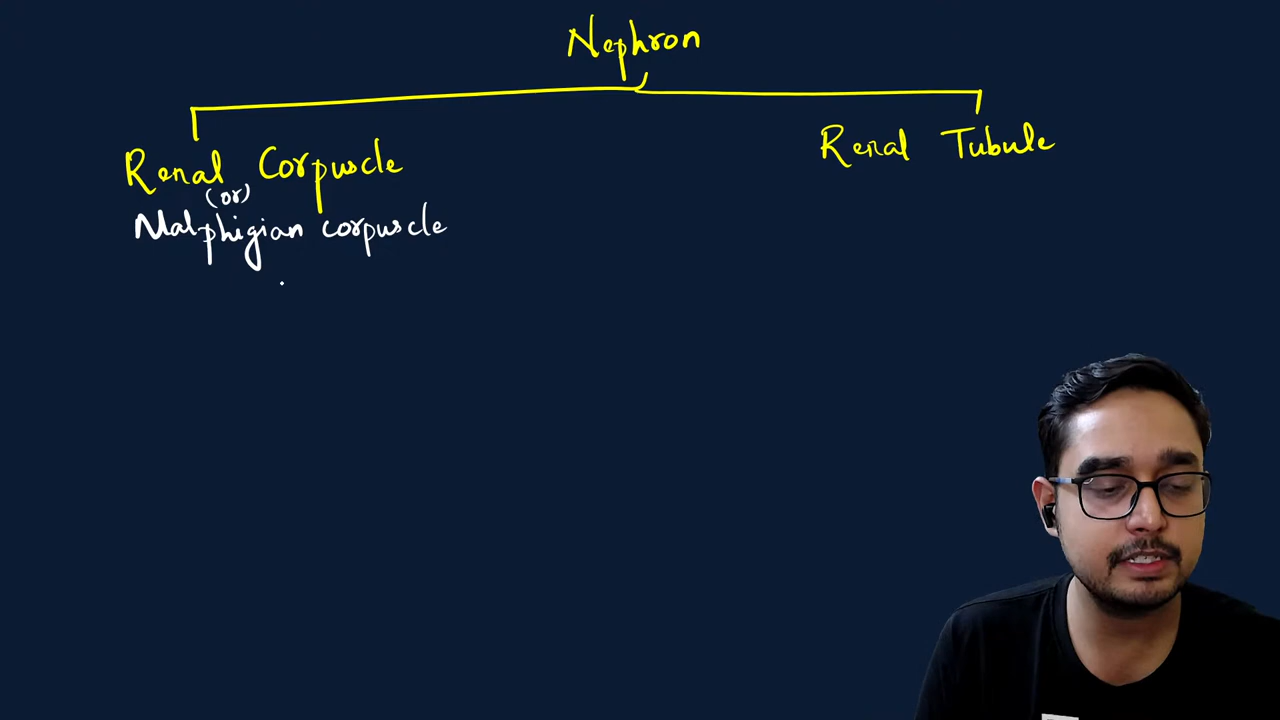 Nephron
Renal Corpuscle
(or)
Malphigian corpuscle
Renal Tubule